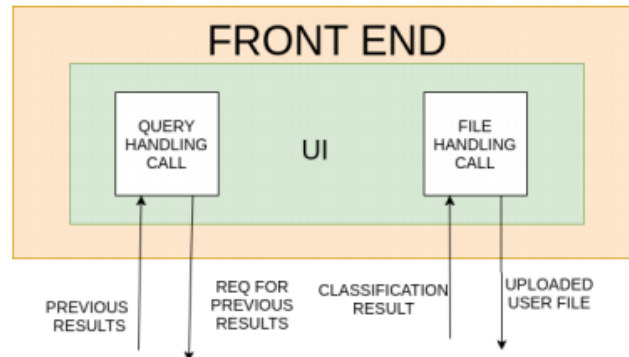 FRONT END
QUERY
HANDLING
CALL
UI
FILE
HANDLING
CALL
PREVIOUS
RESULTS
REQ FOR
PREVIOUS
RESULTS
CLASSIFICATION
RESULT
UPLOADED
USER FILE